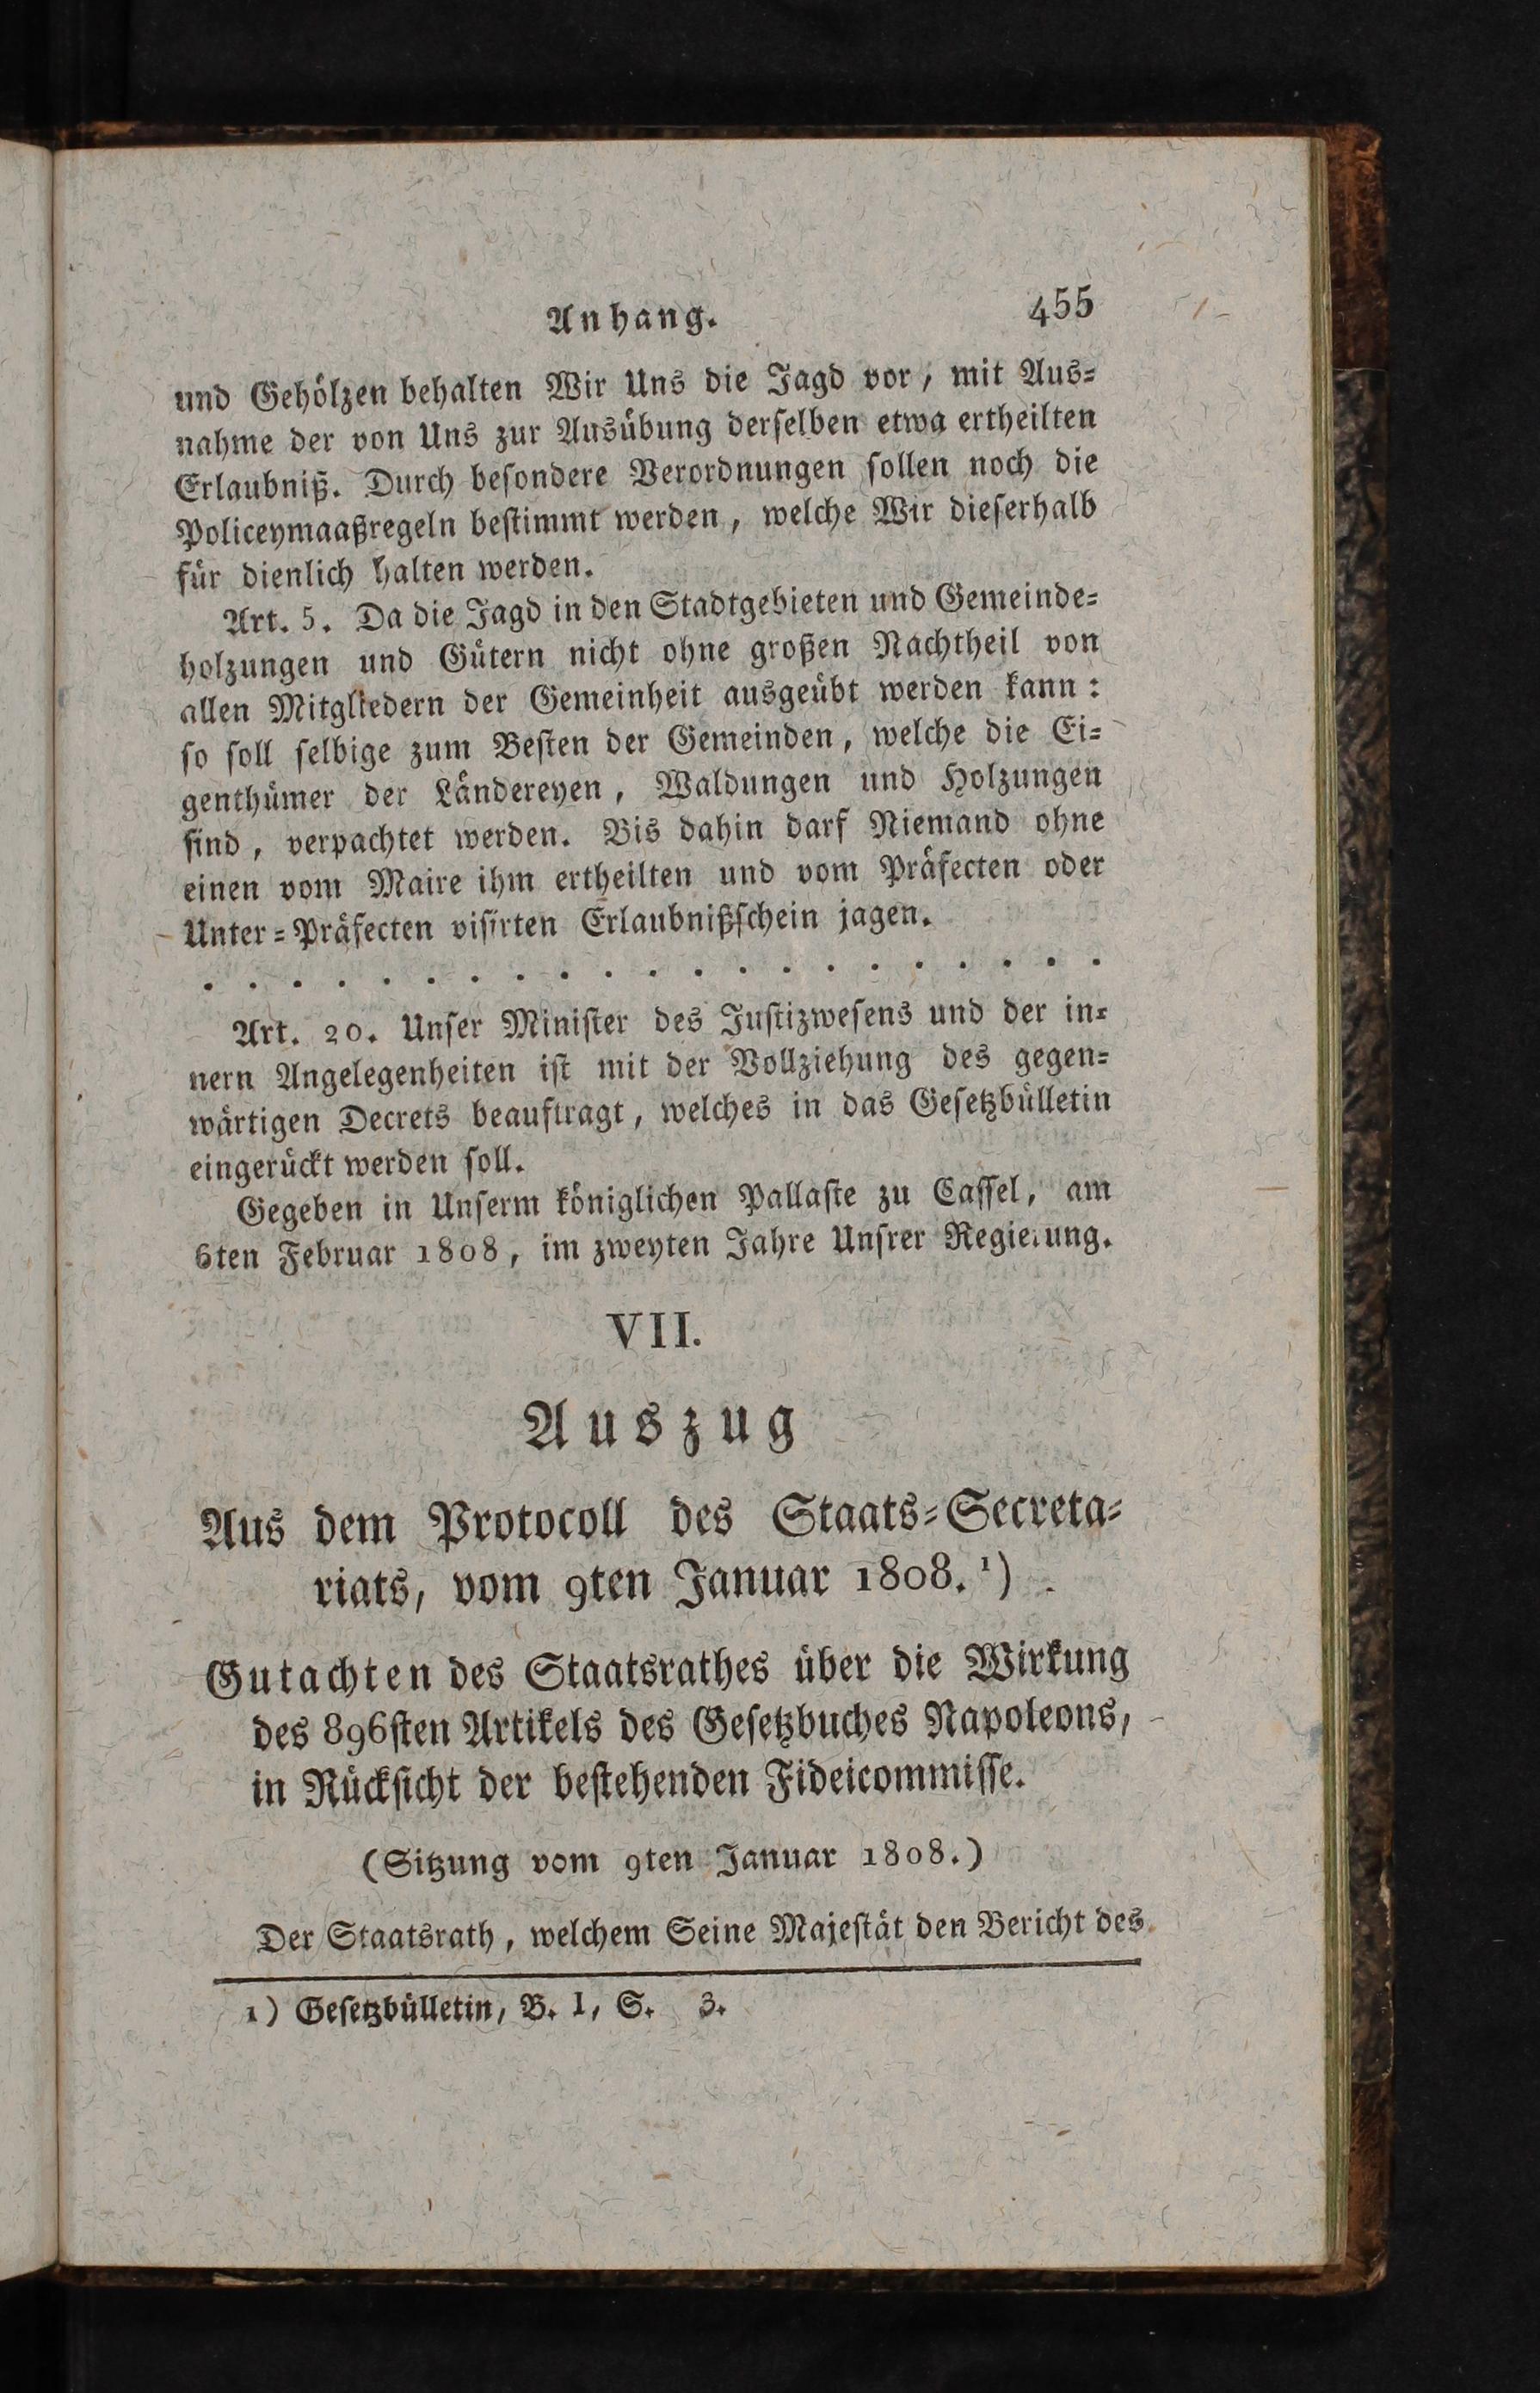 Anhang. 455
und Gehölzen behalten Wir Uns die Jagd vor, mit Aus-
nahme der von Uns zur Ausübung derselben etwa ertheilten
Erlaubniß. Durch besondere Verordnungen sollen noch die
Policeymaaßregeln bestimmt werden, welche Wir dieserhalb
für dienlich halten werden.
Art. 5. Da die Jagd in den Stadtgebieten und Gemeinde-
holzungen und Gütern nicht ohne großen Nachtheil von
allen Mitgliedern der Gemeinheit ausgeübt werden kann:
so soll selbige zum Besten der Gemeinden, welche die Ei-
genthümer der Ländereyen, Waldungen und Holzungen
sind, verpachtet werden. Bis dahin darf Niemand ohne
einen vom Maire ihm ertheilten und vom Präfecten oder
Unter-Präfecten visirten Erlaubnißschein jagen.
. . . . . . . . . . . . . . . . . . . . .
Art. 20. Unser Minister des Justizwesens und der in-
nern Angelegenheiten ist mit der Vollziehung des gegen-
wärtigen Decrets beauftragt, welches in das Gesetzbülletin
eingerückt werden soll.
Gegeben in Unserm königlichen Pallaste zu Cassel, am
6ten Februar 1808, im zweyten Jahre Unsrer Regierung.
VII.
Auszug
Aus dem Protocoll des Staats-Secreta-
riats, vom 9ten Januar 1808. 1)
Gutachten des Staatsrathes über die Wirkung
des 896sten Artikels des Gesetzbuches Napoleons,
in Rücksicht der bestehenden Fideicommisse.
(Sitzung vom 9ten Januar 1808.)
Der Staatsrath, welchem Seine Majestät den Bericht des
1) Gesetzbülletin, B. I, S. 3.